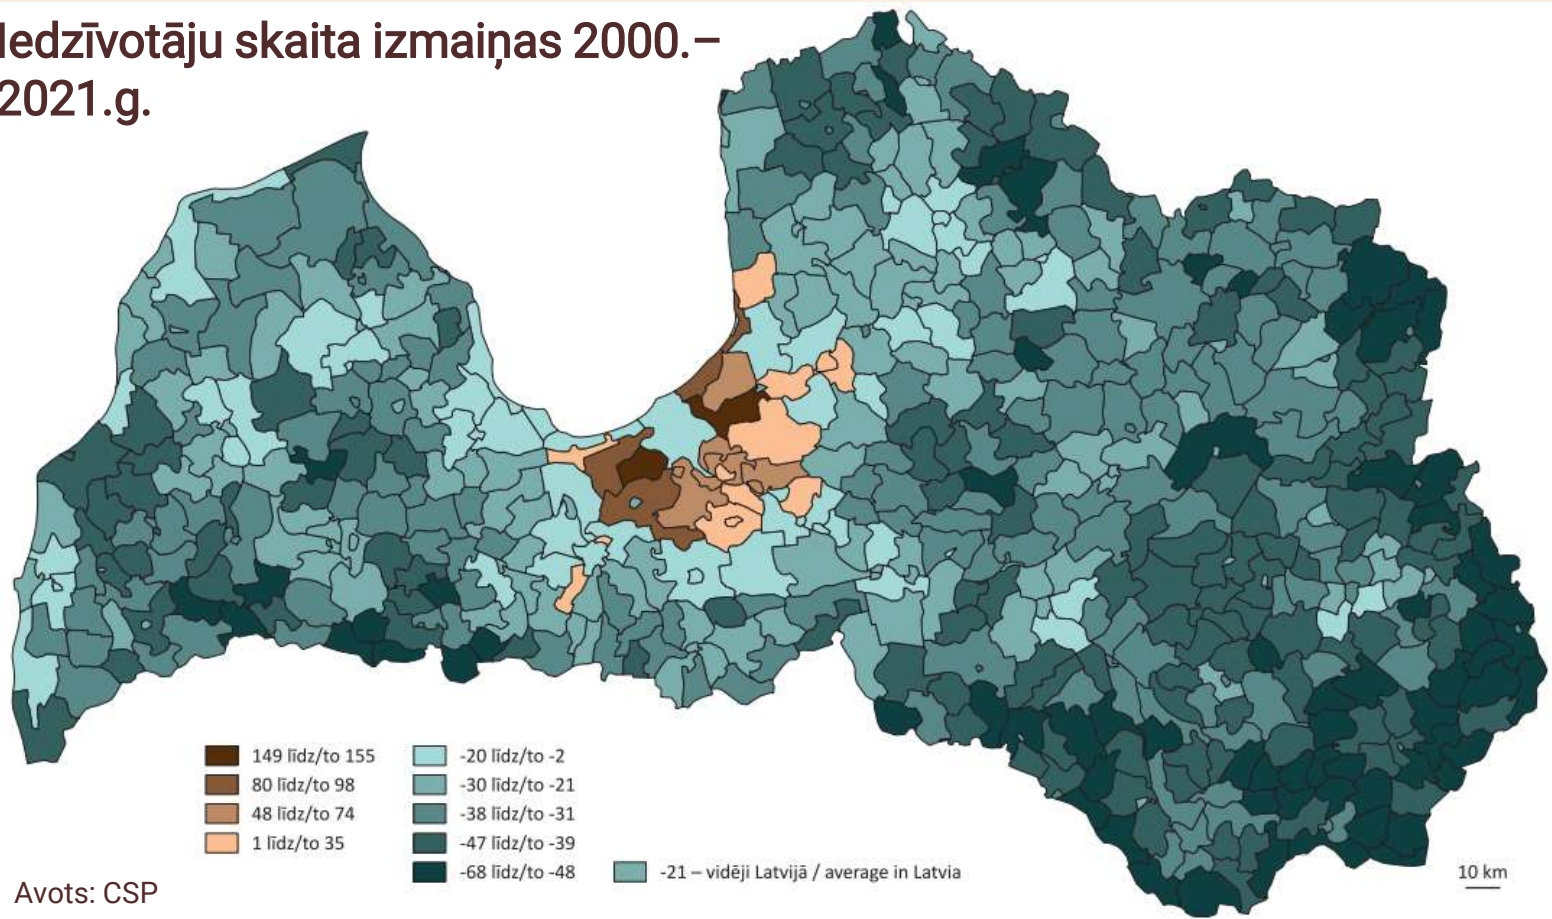 Iedzīvotāju skaita izmaiņas 2000.–
2021.g.
149 līdz/to 155
80 līdz/to 98
48 līdz/to 74
1 līdz/to 35
-20 līdz/to -2
-30 līdz/to -21
-38 līdz/to -31
-47 līdz/to -39
-68 līdz/to -48
-21 – vidēji Latvijā / average in Latvia
10 km
Avots: CSP